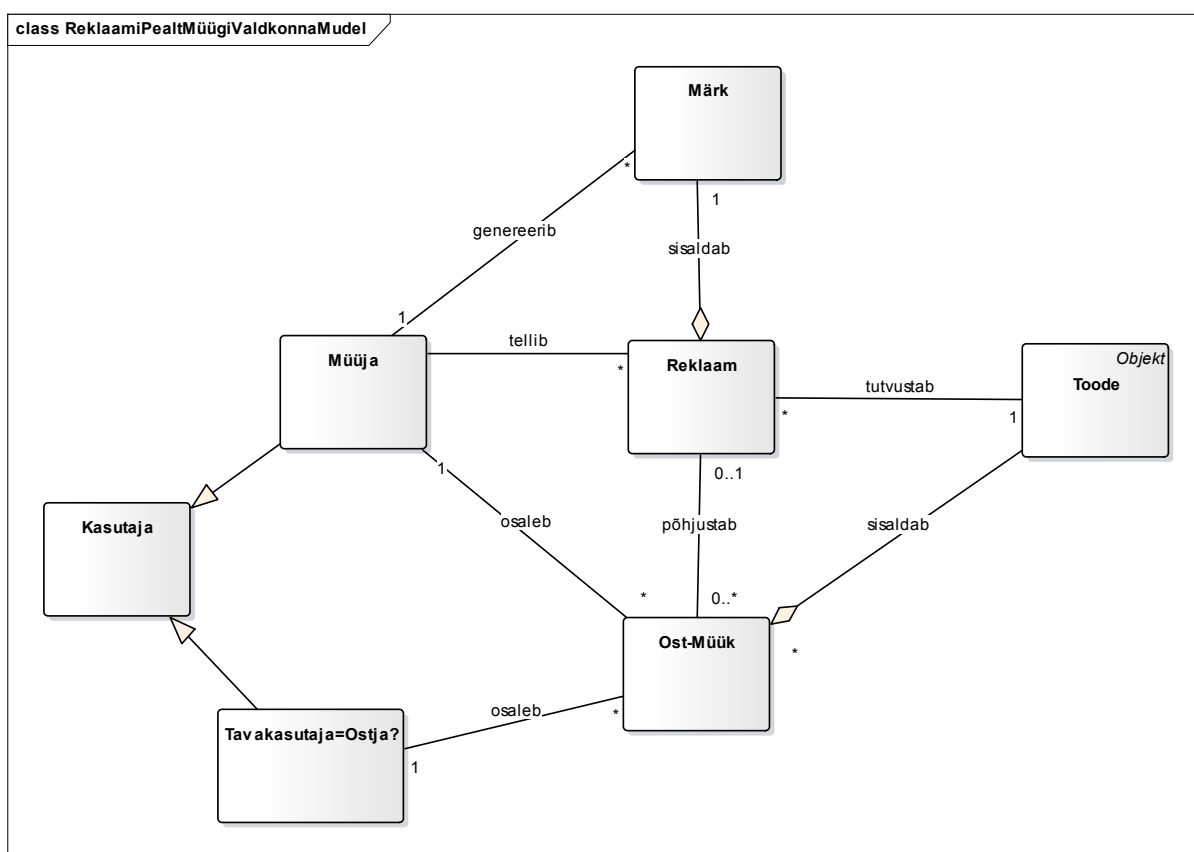 class ReklaamiPealtMüügiValdkonnaMudel
Märk
*
1
genereerib
sisaldab
1
Müüja
tellib
*
Reklaam
Objekt
Toode
tutvustab
*
1
1
0..1
Kasutaja
osaleb
põhjustab
sisaldab
*
0..*
Ost-Müük
*
Tavakasutaja=Ostja?
osaleb
*
1